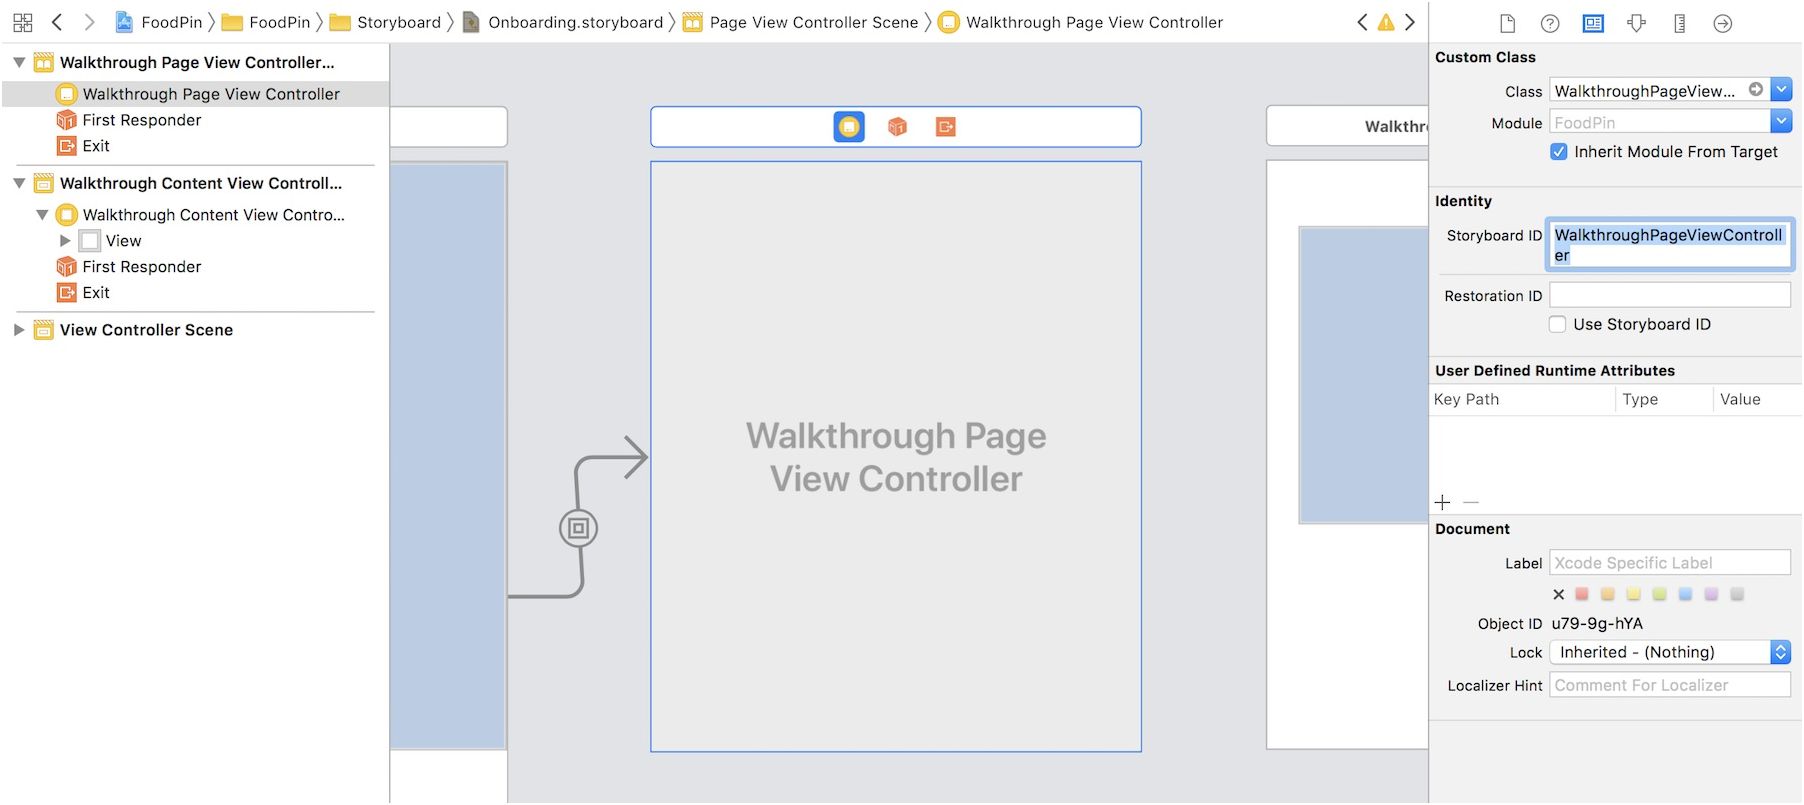 FoodPin FoodPin Storyboard Onboarding.storyboard Page View Controller Scene Walkthrough Page View Controller
Walkthrough Page View Controller...
Walkthrough Page View Controller
First Responder
Exit
Walkthrough Content View Controll...
Walkthrough Content View Contro...
View
First Responder
Exit
View Controller Scene
Walkthrough Page
View Controller
Walkthr
Custom Class
Class WalkthroughPageView...
Module FoodPin
Inherit Module From Target
Identity
Storyboard ID WalkthroughPageViewControll
er
Restoration ID
Use Storyboard ID
User Defined Runtime Attributes
Key Path Type Value
Document
Label Xcode Specific Label
Object ID u79-9g-hYA
Lock Inherited - (Nothing)
Localizer Hint Comment For Localizer